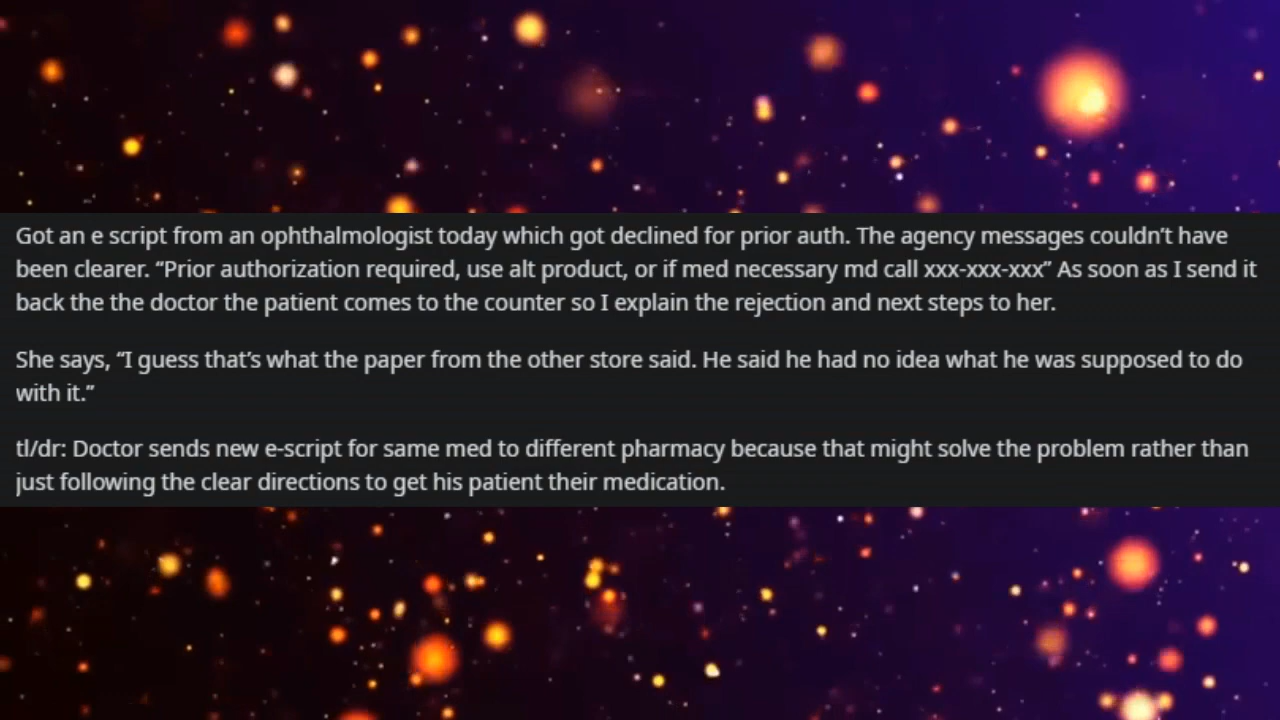 Got an e script from an ophthalmologist today which got declined for prior auth. The agency messages couldn't have
been clearer. “Prior authorization required, use alt product, or if med necessary md call xxx-xxx-xxx” As soon as I send it
back the the doctor the patient comes to the counter so I explain the rejection and next steps to her.
She says, “I guess that's what the paper from the other store said. He said he had no idea what he was supposed to do
with it.”
tl/dr: Doctor sends new e-script for same med to different pharmacy because that might solve the problem rather than
just following the clear directions to get his patient their medication.